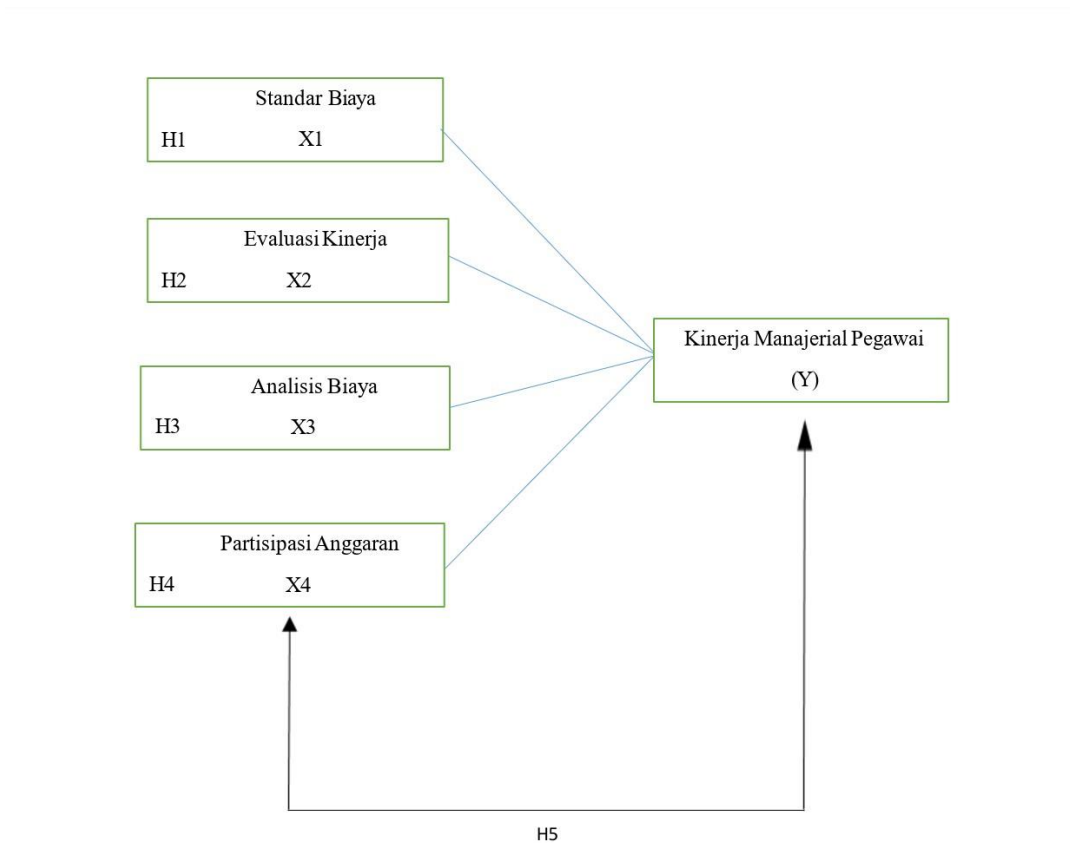 Standar Biaya
H1 X1
Evaluasi Kinerja
H2 X2
Analisis Biaya
H3 X3
Partisipasi Anggaran
H4 X4
Kinerja Manajerial Pegawai
(Y)
H5